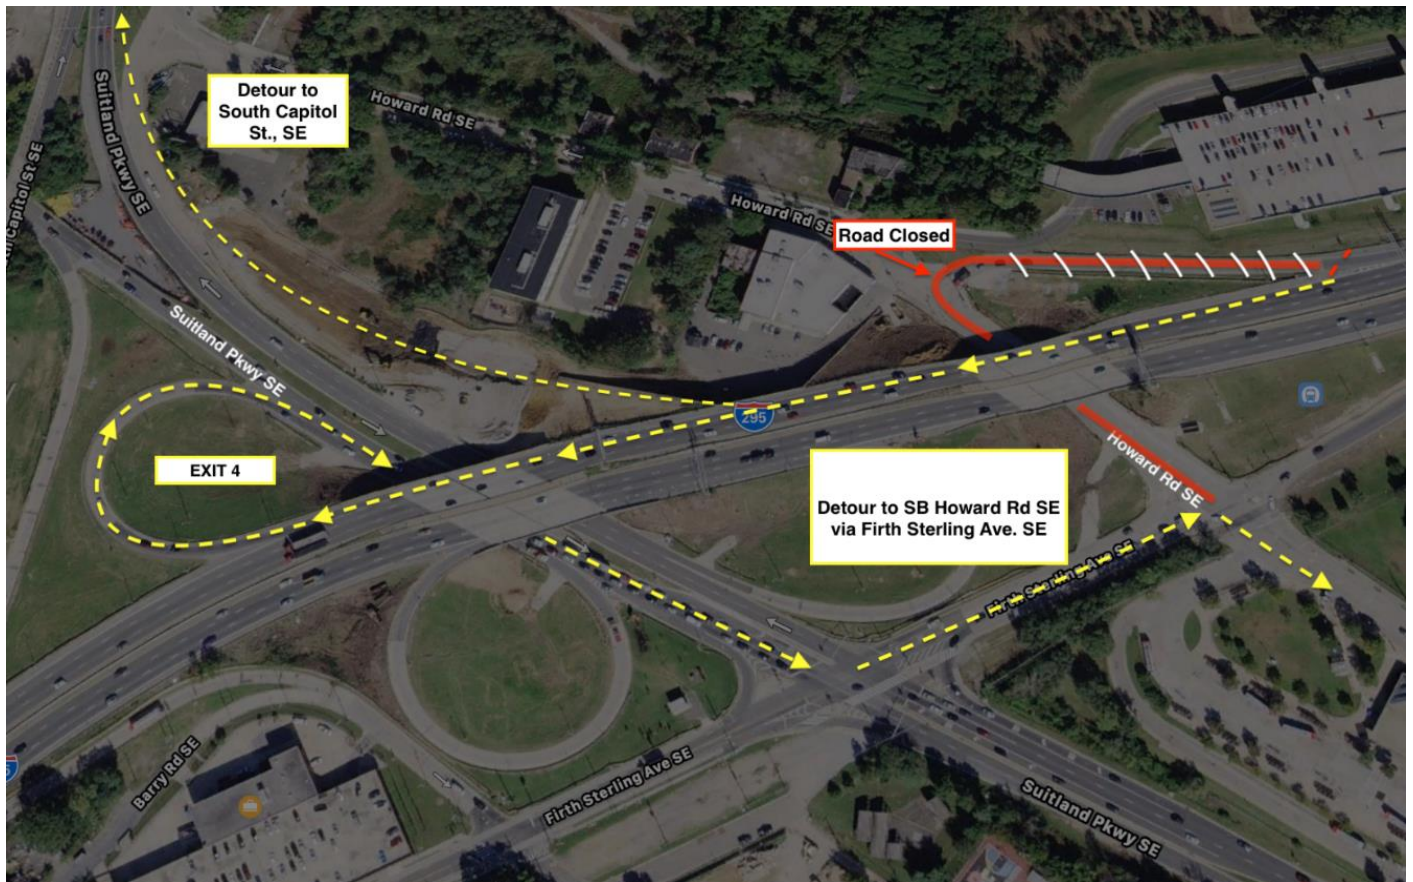 Detour to
South Capitol
St., SE
Suitland Pkwy SE
Howard Rd SE
Howard Rd SE
Capitol St SE
Road Closed
Suitland Pkwy SE
295
EXIT 4
Howard Rd SE
Detour to SB Howard Rd SE
via Firth Sterling Ave. SE
Firth Sterling Ave SE
Barry Rd SE
Firth Sterling Ave SE
Suitland Pkwy SE